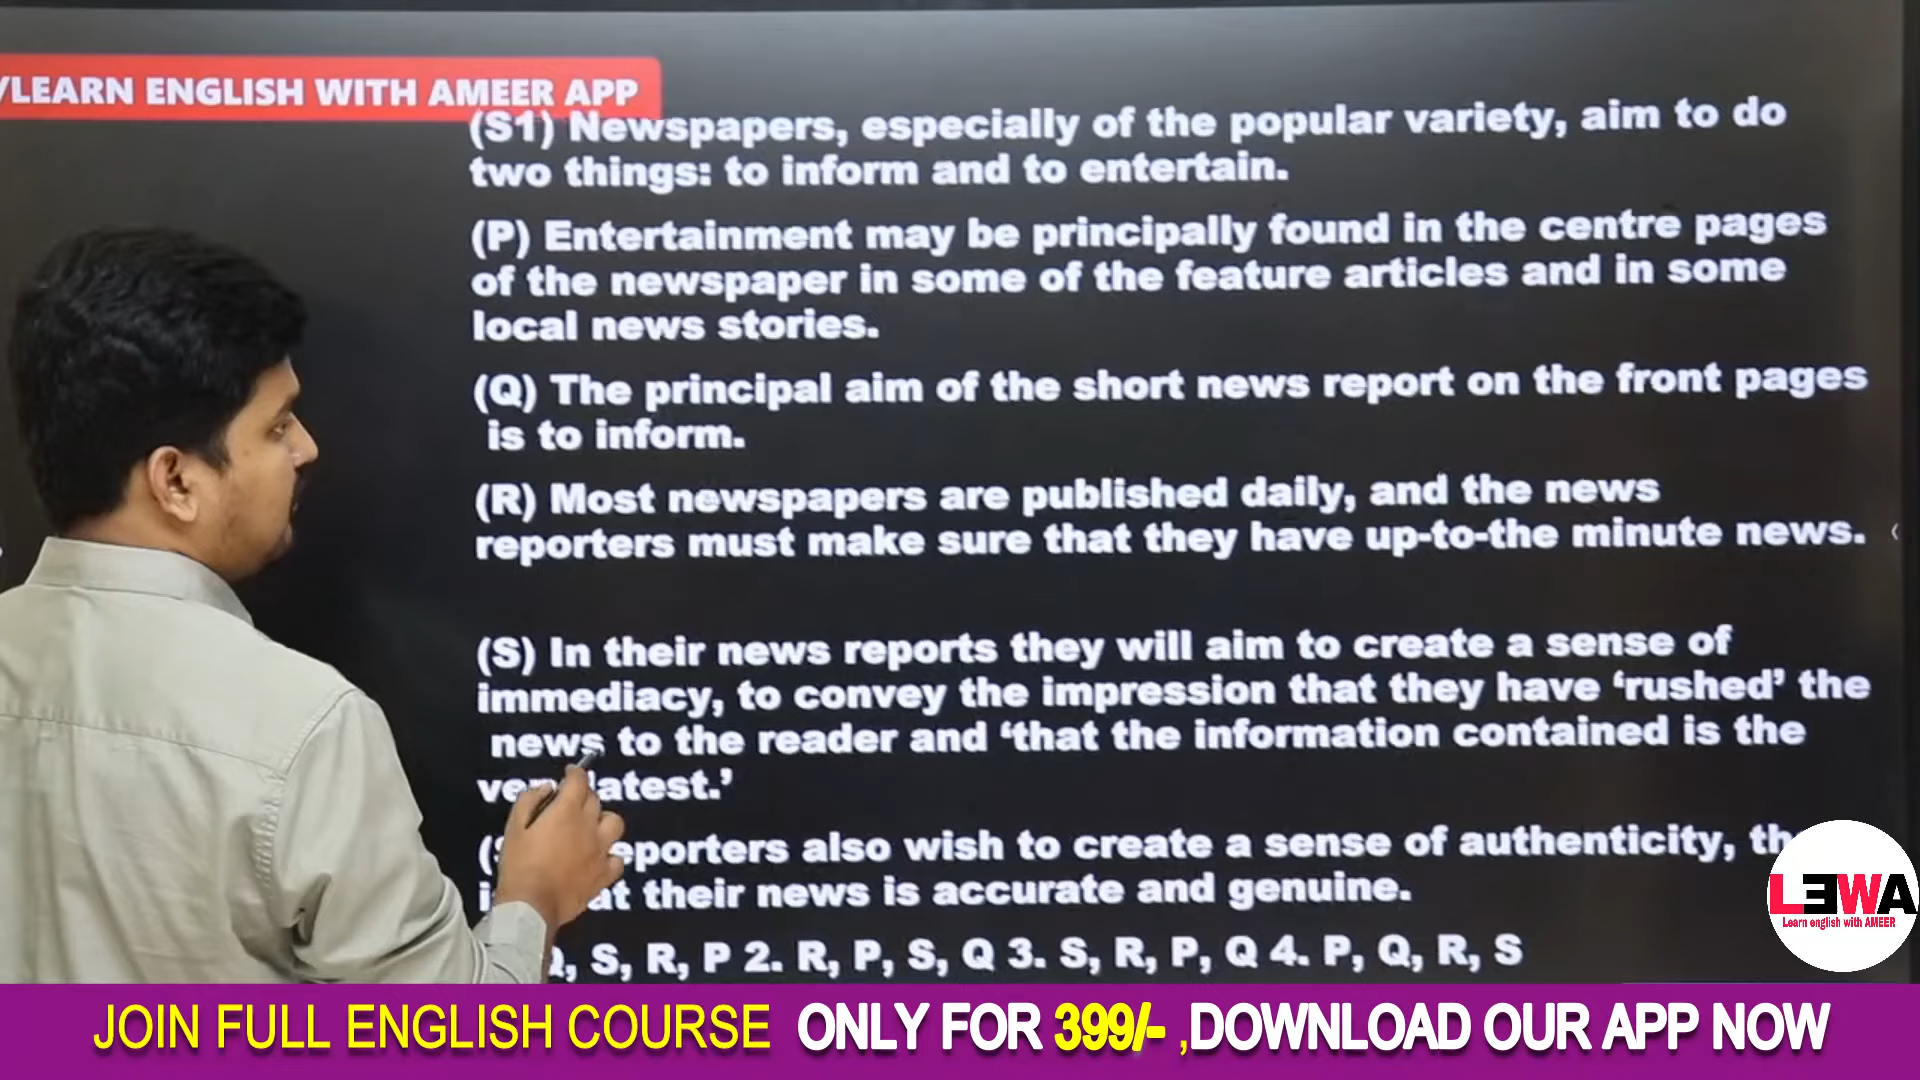 /LEARN ENGLISH WITH AMEER APP
(S1) Newspapers, especially of the popular variety, aim to do
two things: to inform and to entertain.
(P) Entertainment may be principally found in the centre pages
of the newspaper in some of the feature articles and in some
local news stories.
(Q) The principal aim of the short news report on the front pages
is to inform.
(R) Most newspapers are published daily, and the news
reporters must make sure that they have up-to-the minute news.
(S) In their news reports they will aim to create a sense of
immediacy, to convey the impression that they have ‘rushed’ the
news to the reader and ‘that the information contained is the
latest.’
also wish to create a sense of authenticity,
their news is accurate and genuine.
Q, S, R, P 2. R, P, S, Q 3. S, R, P, Q 4. P, Q, R, S
LEWA
Learn english with AMEER
JOIN FULL ENGLISH COURSE ONLY FOR 399/- ,DOWNLOAD OUR APP NOW